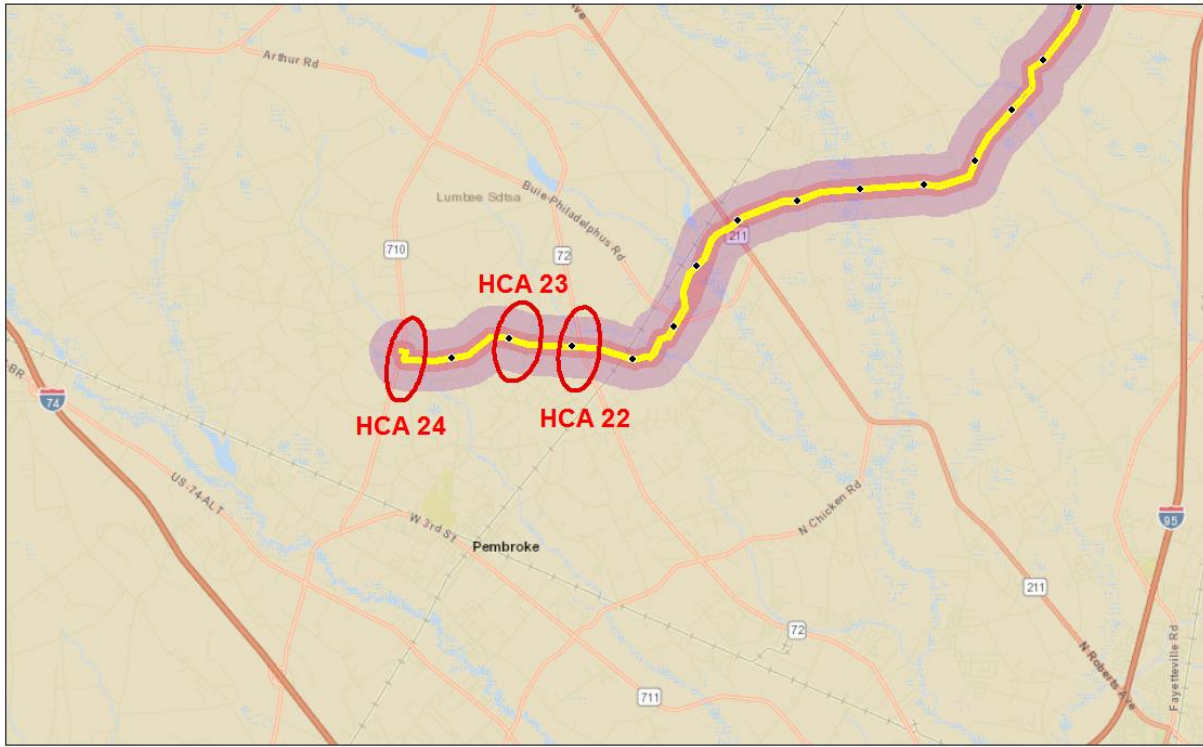 Arthur Rd
Lumbee Sdtsa
Buie Philadelphus Rd
211
710
72
HCA 23
HCA 24
HCA 22
74
US-74-ALT
W 3rd ST
Pembroke
N Chicken Rd
95
211
72
711
N Roberts Ave
Fayetteville Rd